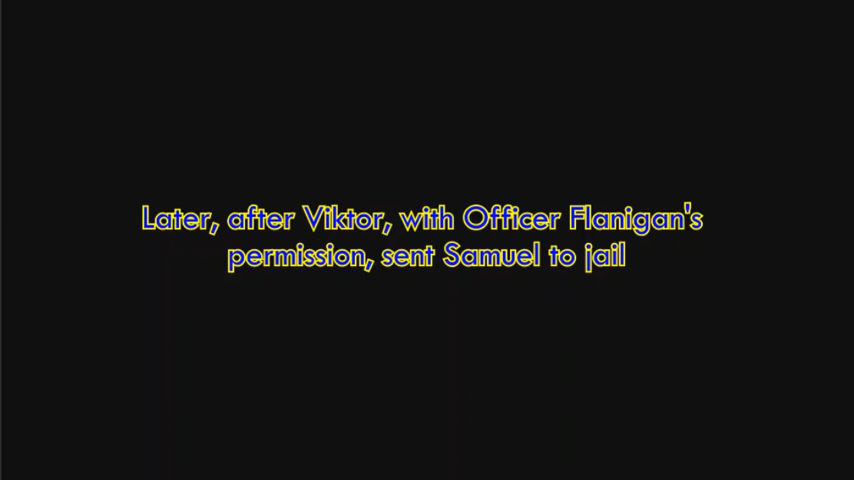 Later, after Viktor, with Officer Flanigan's
permission, sent Samuel to jail